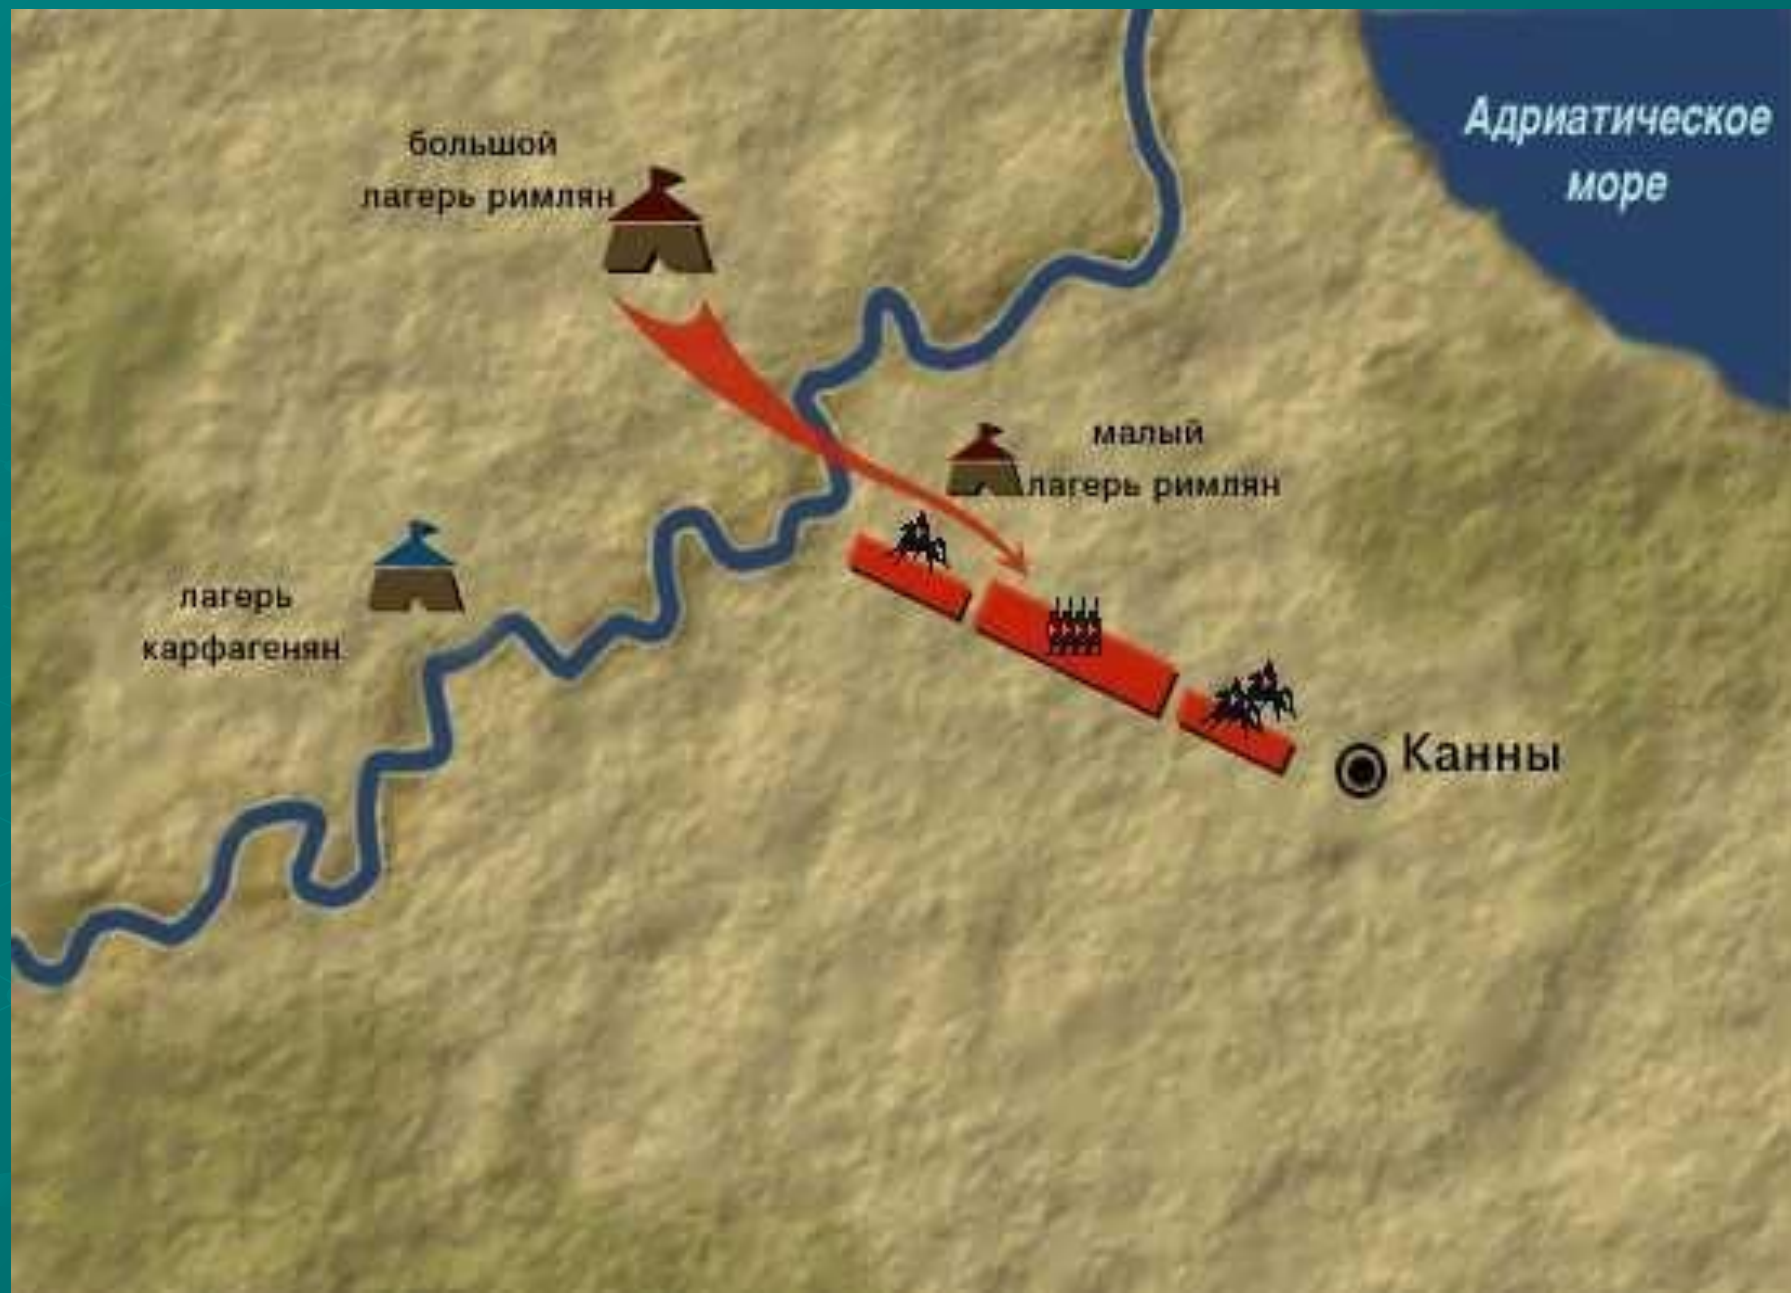 Адриатическое
море
большой
лагерь римлян
малый
лагерь римлян
лагерь
карфагенян
Канны